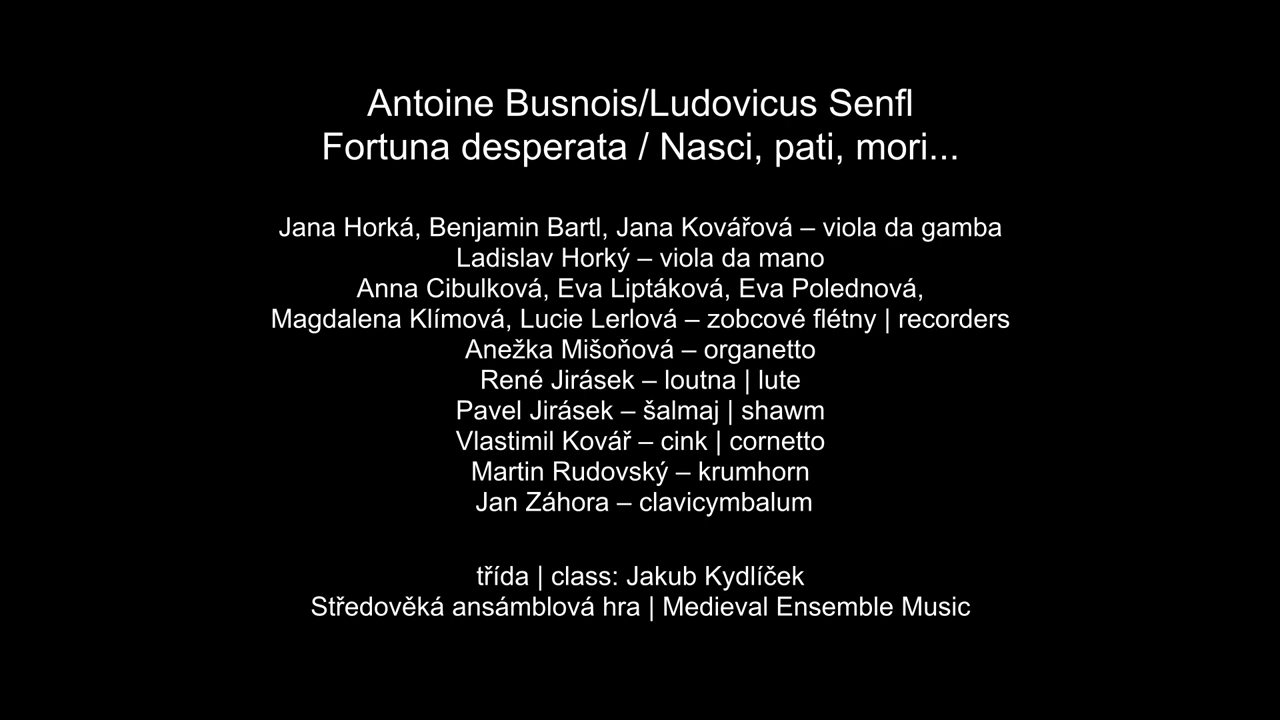 Antoine Busnois/Ludovicus Senfl
Fortuna desperata / Nasci, pati, mori...
Jana Horká, Benjamin Bartl, Jana Kovářová – viola da gamba
Ladislav Horký – viola da mano
Anna Cibulková, Eva Liptáková, Eva Polednová,
Magdalena Klímová, Lucie Lerlová – zobcové flétny | recorders
Anežka Mišoňová – organetto
René Jirásek – loutna | lute
Pavel Jirásek – šalmaj | shawm
Vlastimil Kovář – cink | cornetto
Martin Rudovský – krumhorn
Jan Záhora – clavicymbalum
třída | class: Jakub Kydlíček
Středověká ansámblová hra | Medieval Ensemble Music